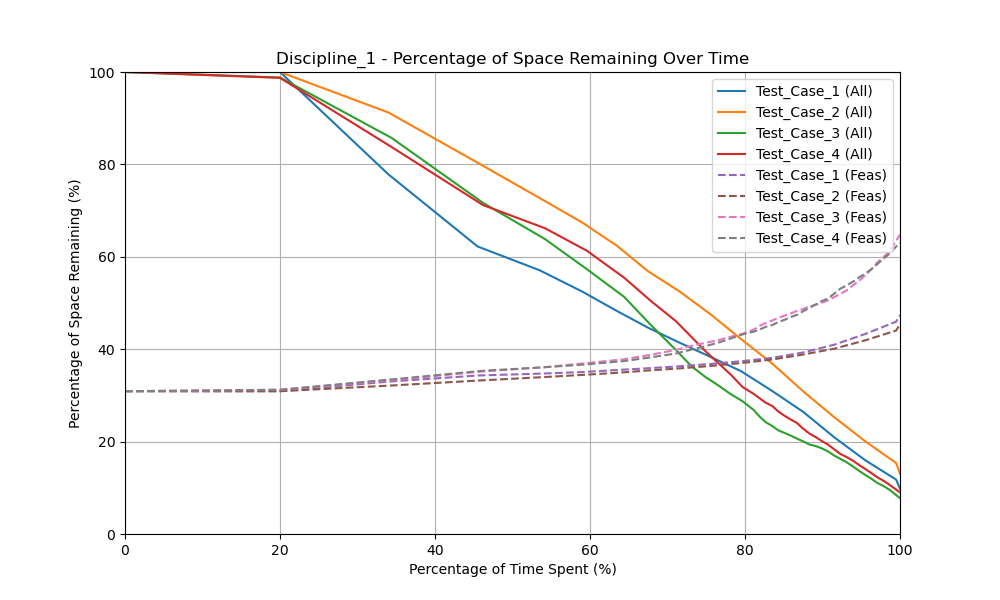 Discipline_1 - Percentage of Space Remaining Over Time
Percentage of Space Remaining (%)
100
80
60
40
20
0
Test_Case_1 (All)
Test_Case_2 (All)
Test_Case_3 (All)
Test_Case_4 (All)
Test_Case_1 (Feas)
Test_Case_2 (Feas)
Test_Case_3 (Feas)
Test_Case_4 (Feas)
0 20 40 60 80 100
Percentage of Time Spent (%)